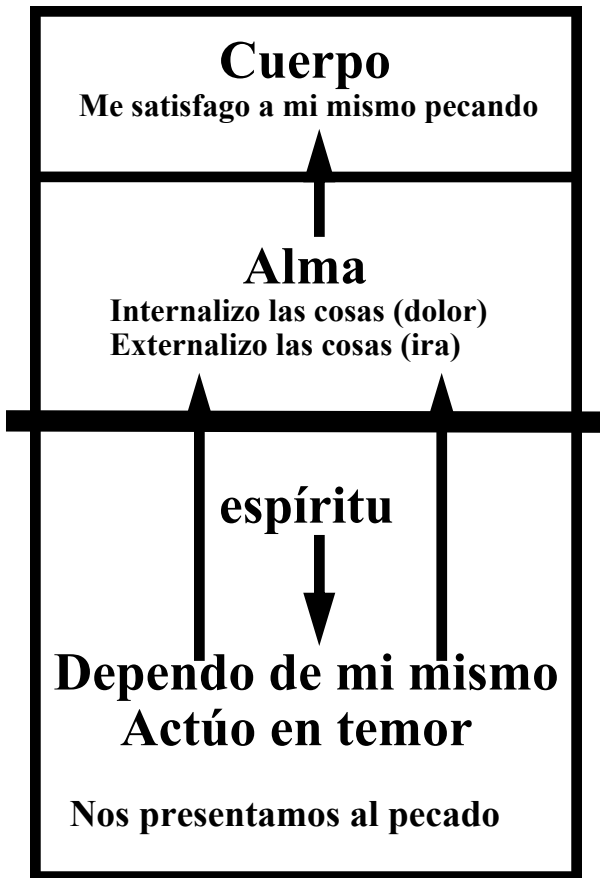 Cuerpo
Me satisfago a mi mismo pecando
Alma
Internalizo las cosas (dolor)
Externalizo las cosas (ira)
espíritu
Dependo de mi mismo
Actúo en temor
Nos presentamos al pecado